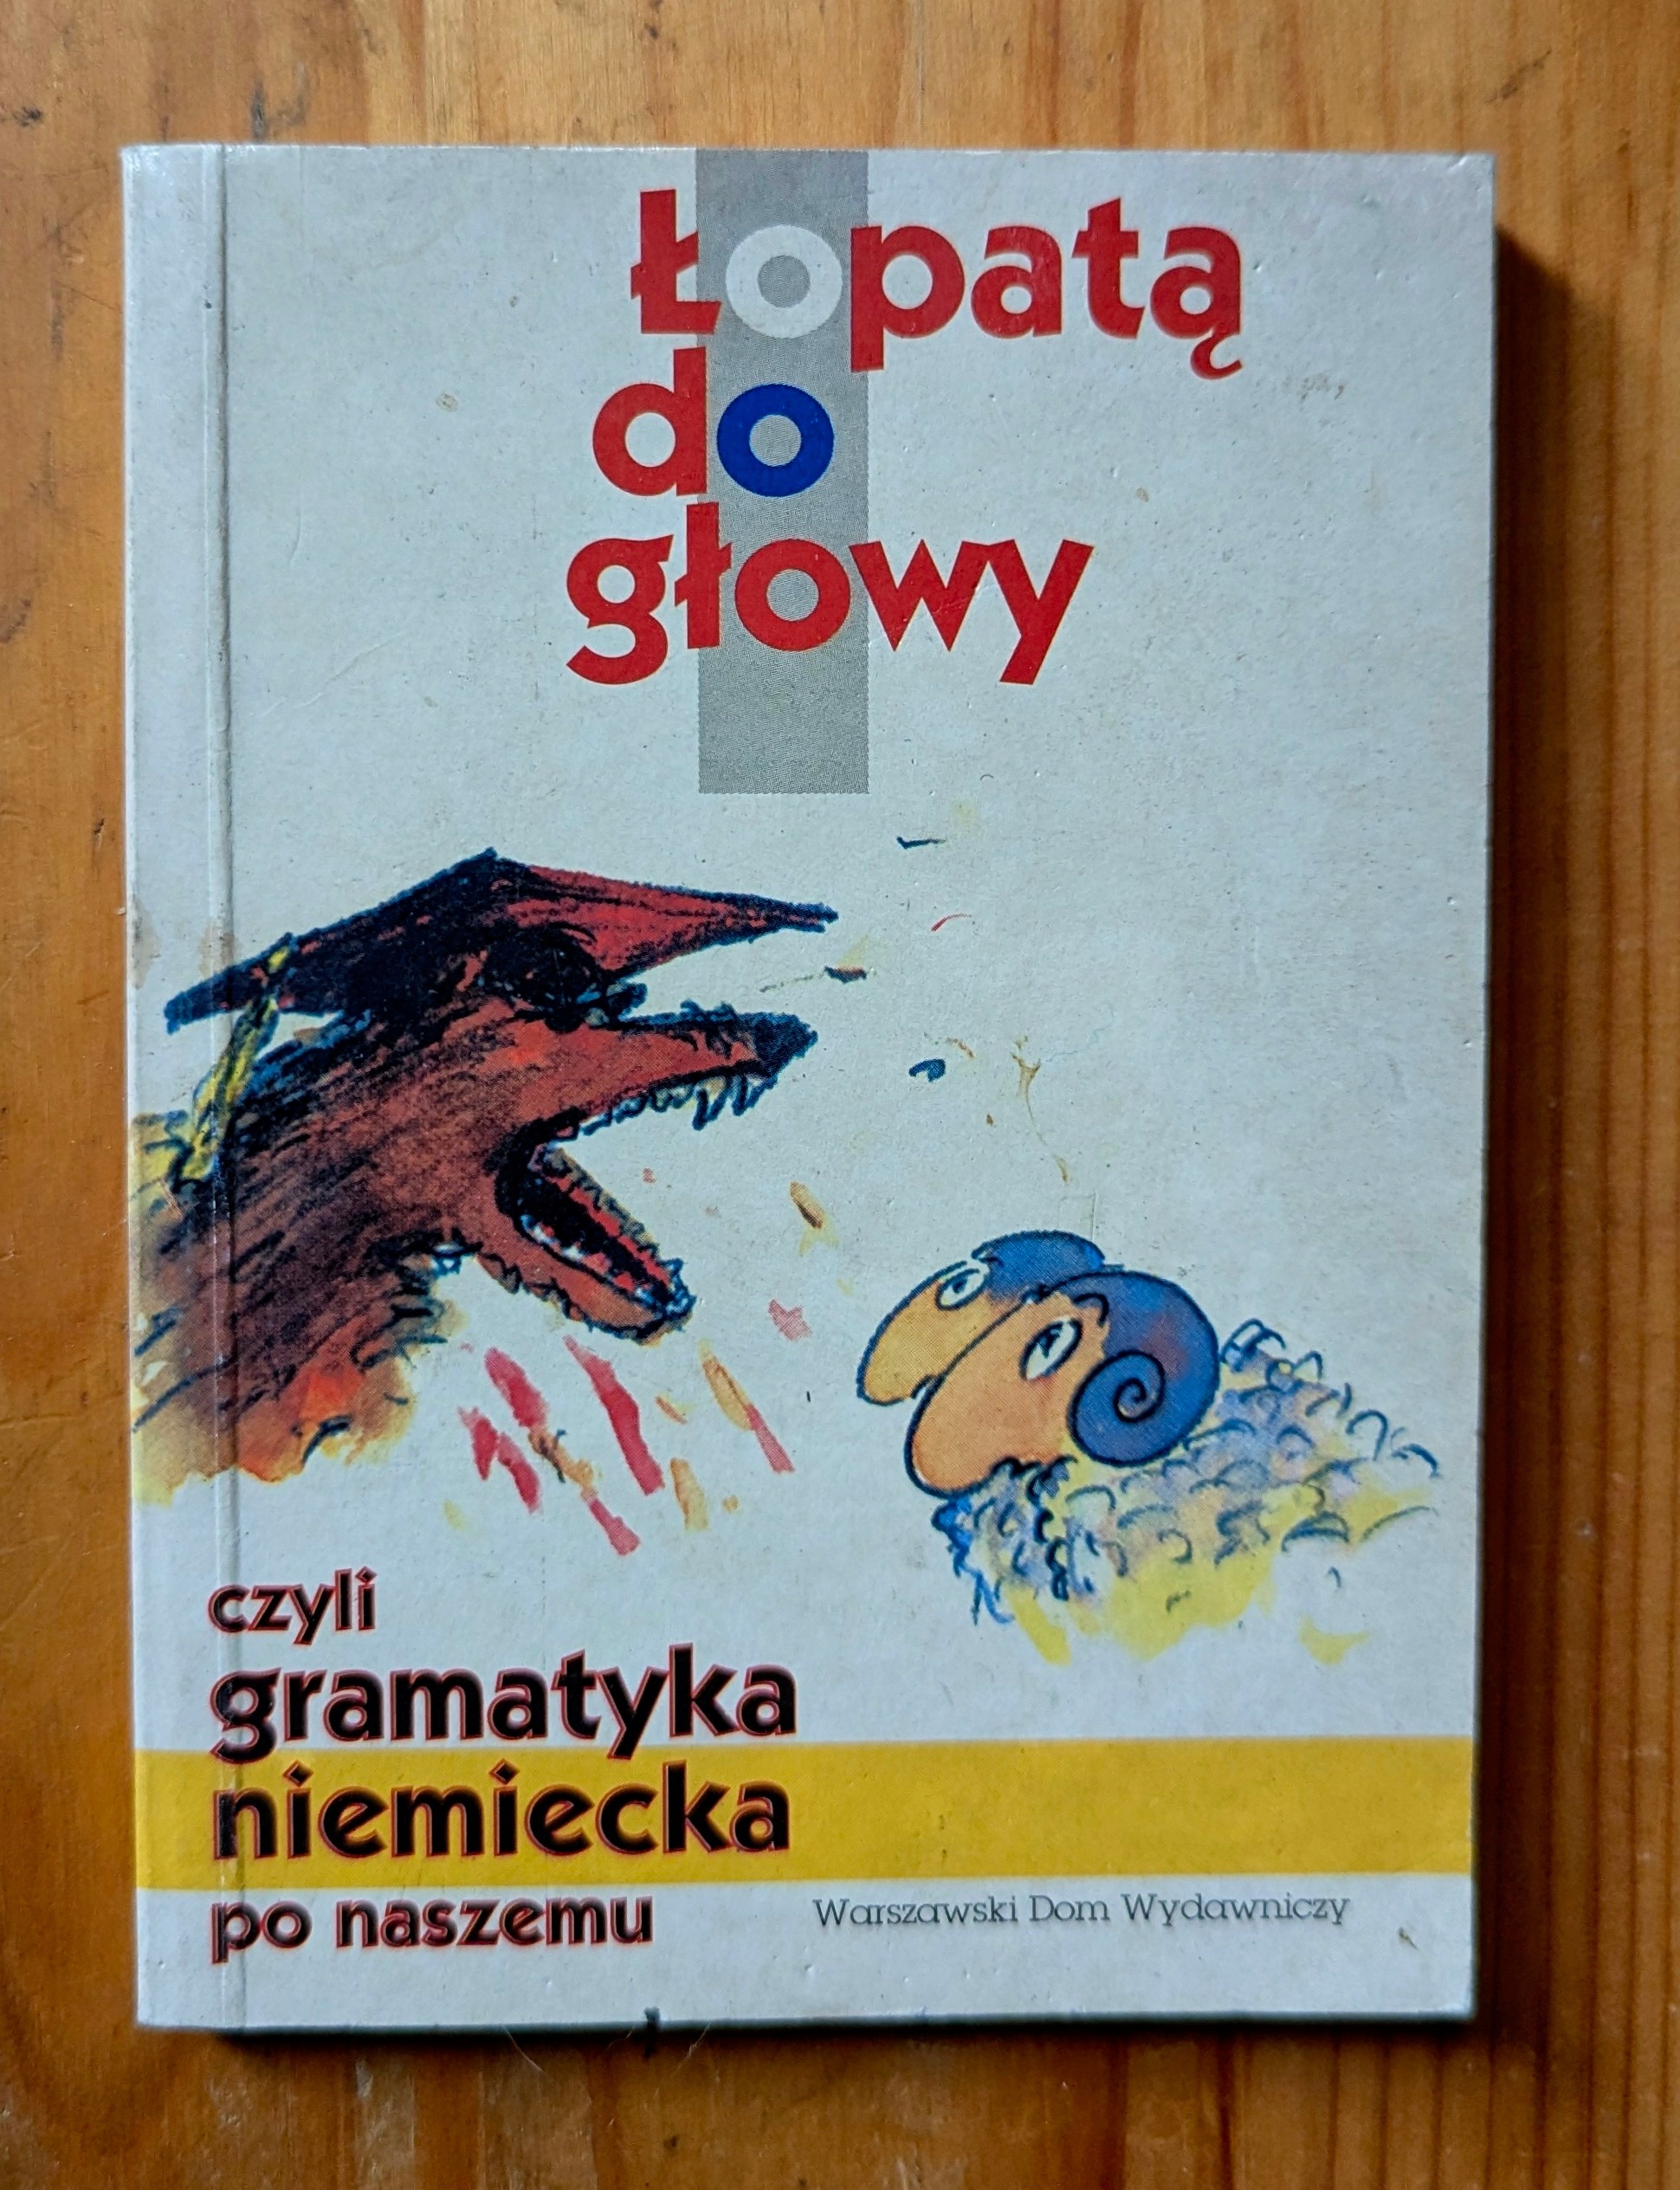 Łopatą
do
głowy
czyli
gramatyka
niemiecka
po naszemu
Warszawski Dom Wydawniczy